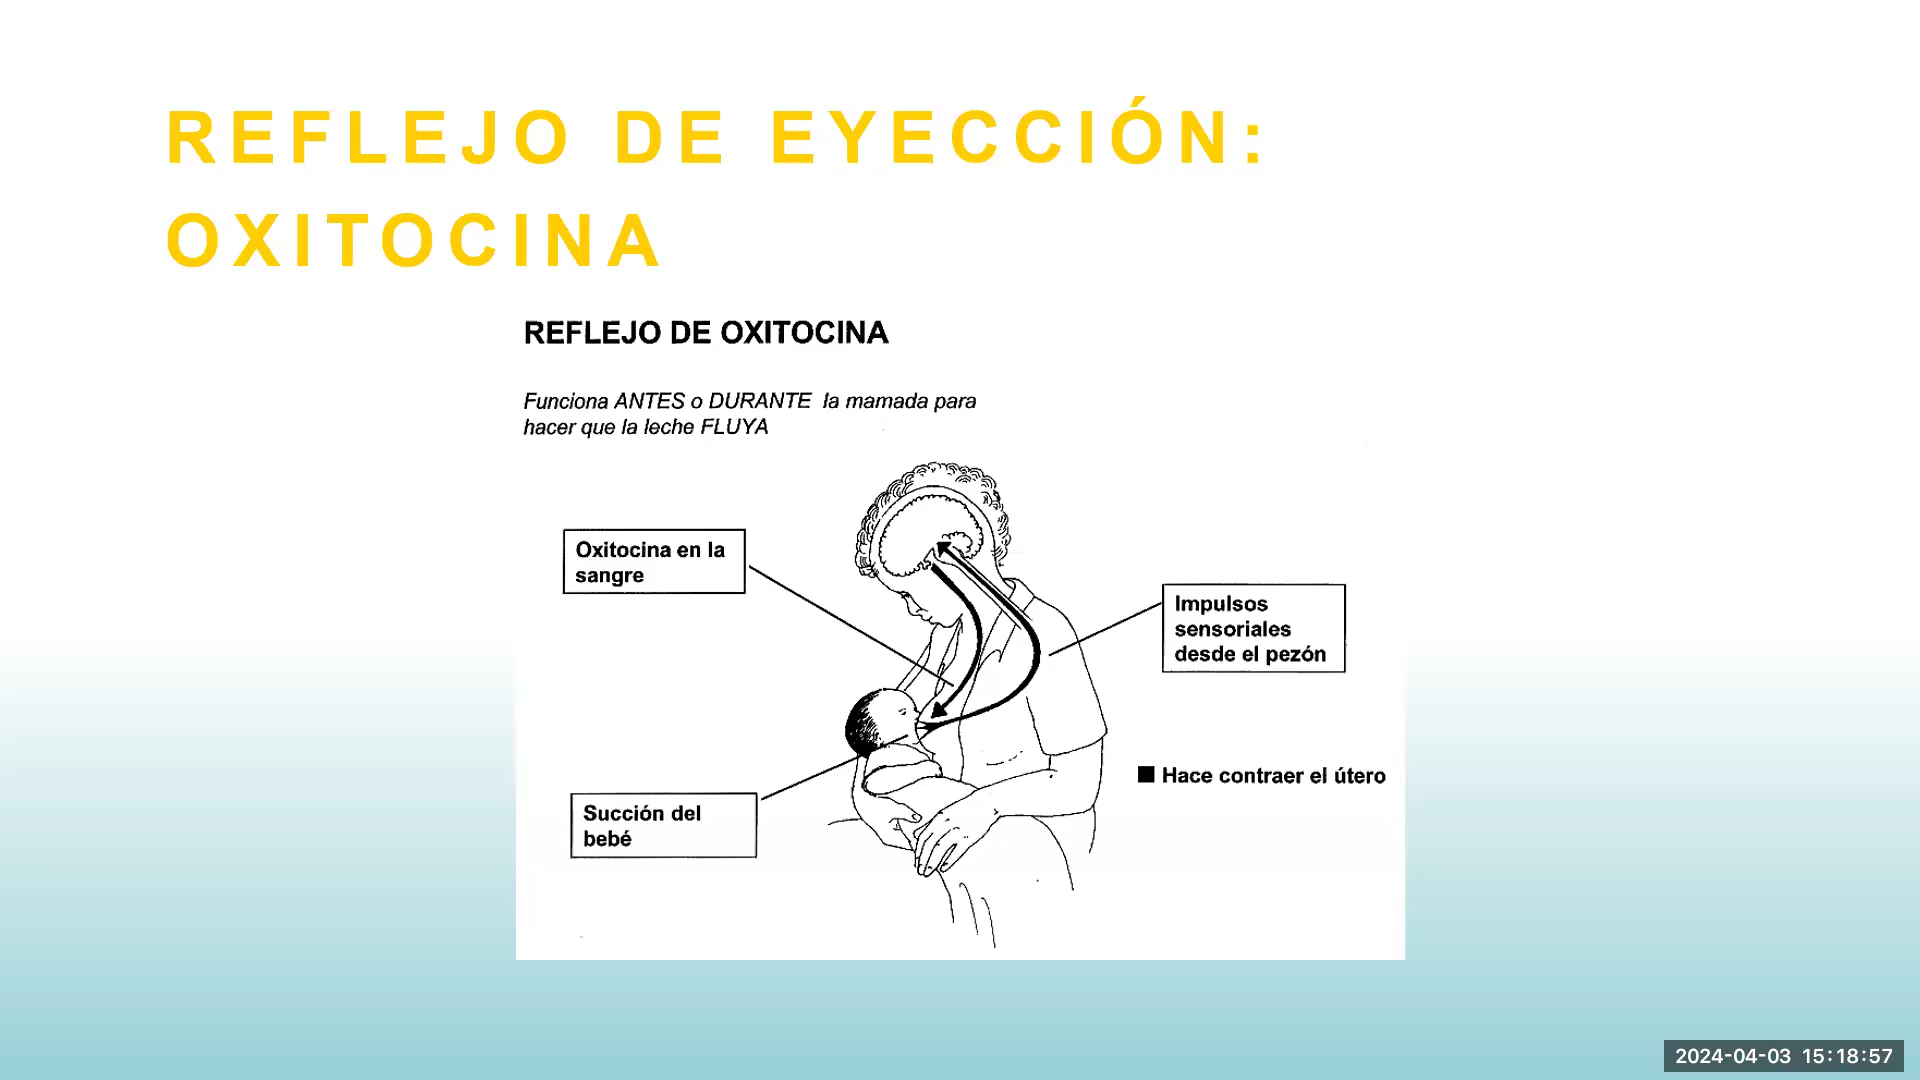 REFLEJO DE EYECCIÓN:
OXITOCINA
REFLEJO DE OXITOCINA
Funciona ANTES o DURANTE la mamada para
hacer que la leche FLUYA
Oxitocina en la
sangre
Impulsos
sensoriales
desde el pezón
■ Hace contraer el útero
Succión del
bebé
2024-04-03 15:18:57